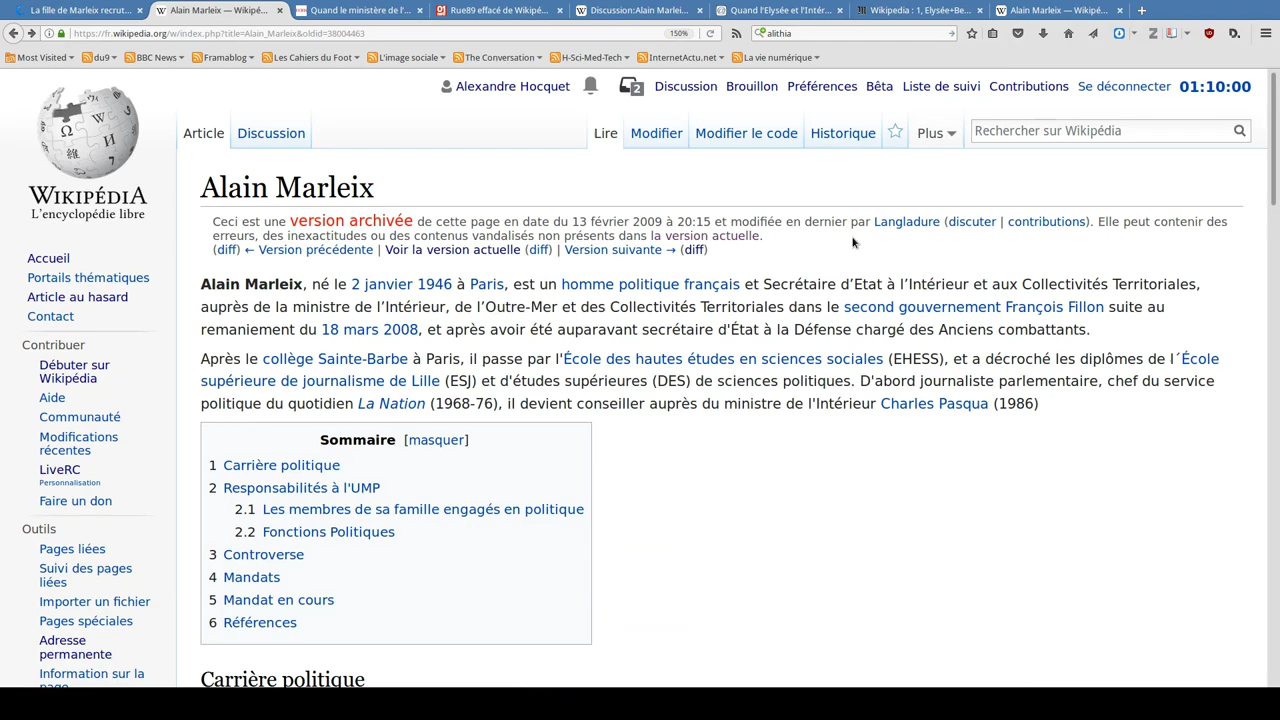 La fille de Marleix recrut...
Alain Marleix — Wikipé...
Quand le ministère de l'...
Rue89 effacé de Wikipé...
Discussion:Alain Marlei...
Quand l'Elysée et l'Intér...
Wikipedia : 1, Elysée+Be...
Alain Marleix — Wikipé...
https://fr.wikipedia.org/w/index.php?title=Alain_Marleix&oldid=38004463
150%
alithia
Most Visited
du9
BBC News
Framablog
Les Cahiers du Foot
L'image sociale
The Conversation
H-Sci-Med-Tech
InternetActu.net
La vie numérique
Alexandre Hocquet
2
Discussion Brouillon Préférences Bêta Liste de suivi Contributions Se déconnecter 01:10:00
Article Discussion
Lire Modifier Modifier le code Historique Plus
Rechercher sur Wikipédia
WIKIPÉDIA
L'encyclopédie libre
Accueil
Portails thématiques
Article au hasard
Contact
Contribuer
Débuter sur
Wikipédia
Aide
Communauté
Modifications
récentes
LiveRC
Personnalisation
Faire un don
Outils
Pages liées
Suivi des pages
liées
Importer un fichier
Pages spéciales
Adresse
permanente
Information sur la
page
Alain Marleix
Ceci est une version archivée de cette page en date du 13 février 2009 à 20:15 et modifiée en dernier par Langladure (discuter | contributions). Elle peut contenir des
erreurs, des inexactitudes ou des contenus vandalisés non présents dans la version actuelle.
(diff) ← Version précédente | Voir la version actuelle (diff) | Version suivante → (diff)
Alain Marleix, né le 2 janvier 1946 à Paris, est un homme politique français et Secrétaire d’Etat à l’Intérieur et aux Collectivités Territoriales,
auprès de la ministre de l’Intérieur, de l’Outre-Mer et des Collectivités Territoriales dans le second gouvernement François Fillon suite au
remaniement du 18 mars 2008, et après avoir été auparavant secrétaire d'État à la Défense chargé des Anciens combattants.
Après le collège Sainte-Barbe à Paris, il passe par l'École des hautes études en sciences sociales (EHESS), et a décroché les diplômes de l´École
supérieure de journalisme de Lille (ESJ) et d'études supérieures (DES) de sciences politiques. D'abord journaliste parlementaire, chef du service
politique du quotidien La Nation (1968-76), il devient conseiller auprès du ministre de l'Intérieur Charles Pasqua (1986)
Sommaire [masquer]
1 Carrière politique
2 Responsabilités à l'UMP
2.1 Les membres de sa famille engagés en politique
2.2 Fonctions Politiques
3 Controverse
4 Mandats
5 Mandat en cours
6 Références
Carrière politique